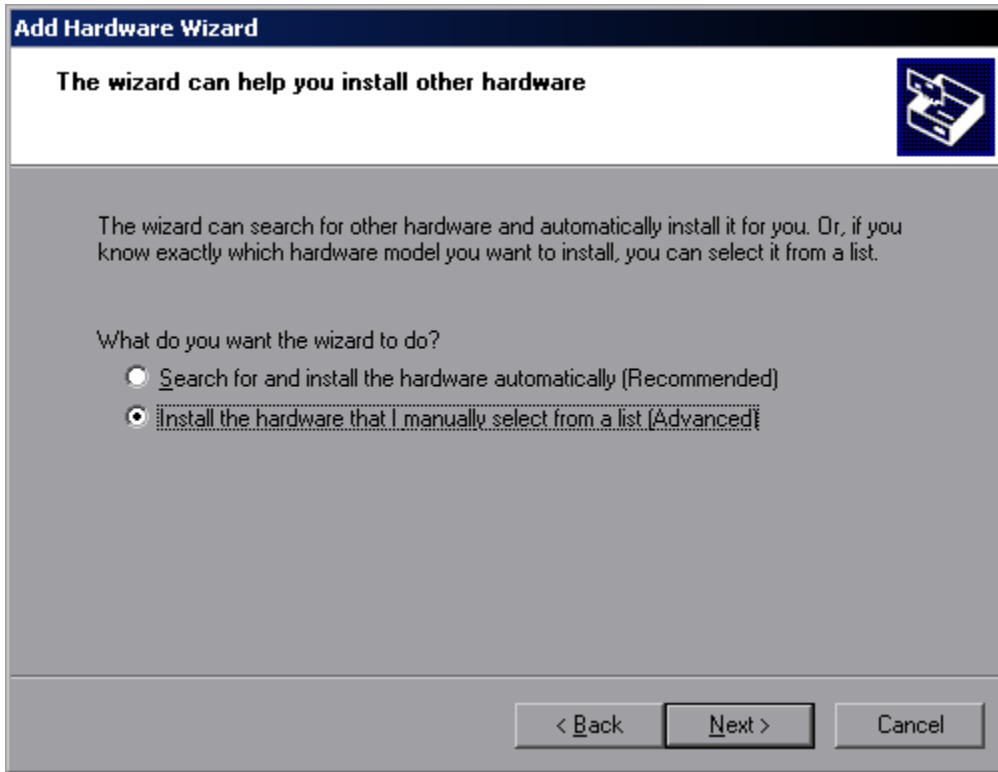 Add Hardware Wizard
The wizard can help you install other hardware
The wizard can search for other hardware and automatically install it for you. Or, if you
know exactly which hardware model you want to install, you can select it from a list.
What do you want the wizard to do?
Search for and install the hardware automatically (Recommended)
Install the hardware that I manually select from a list (Advanced)
< Back Next > Cancel